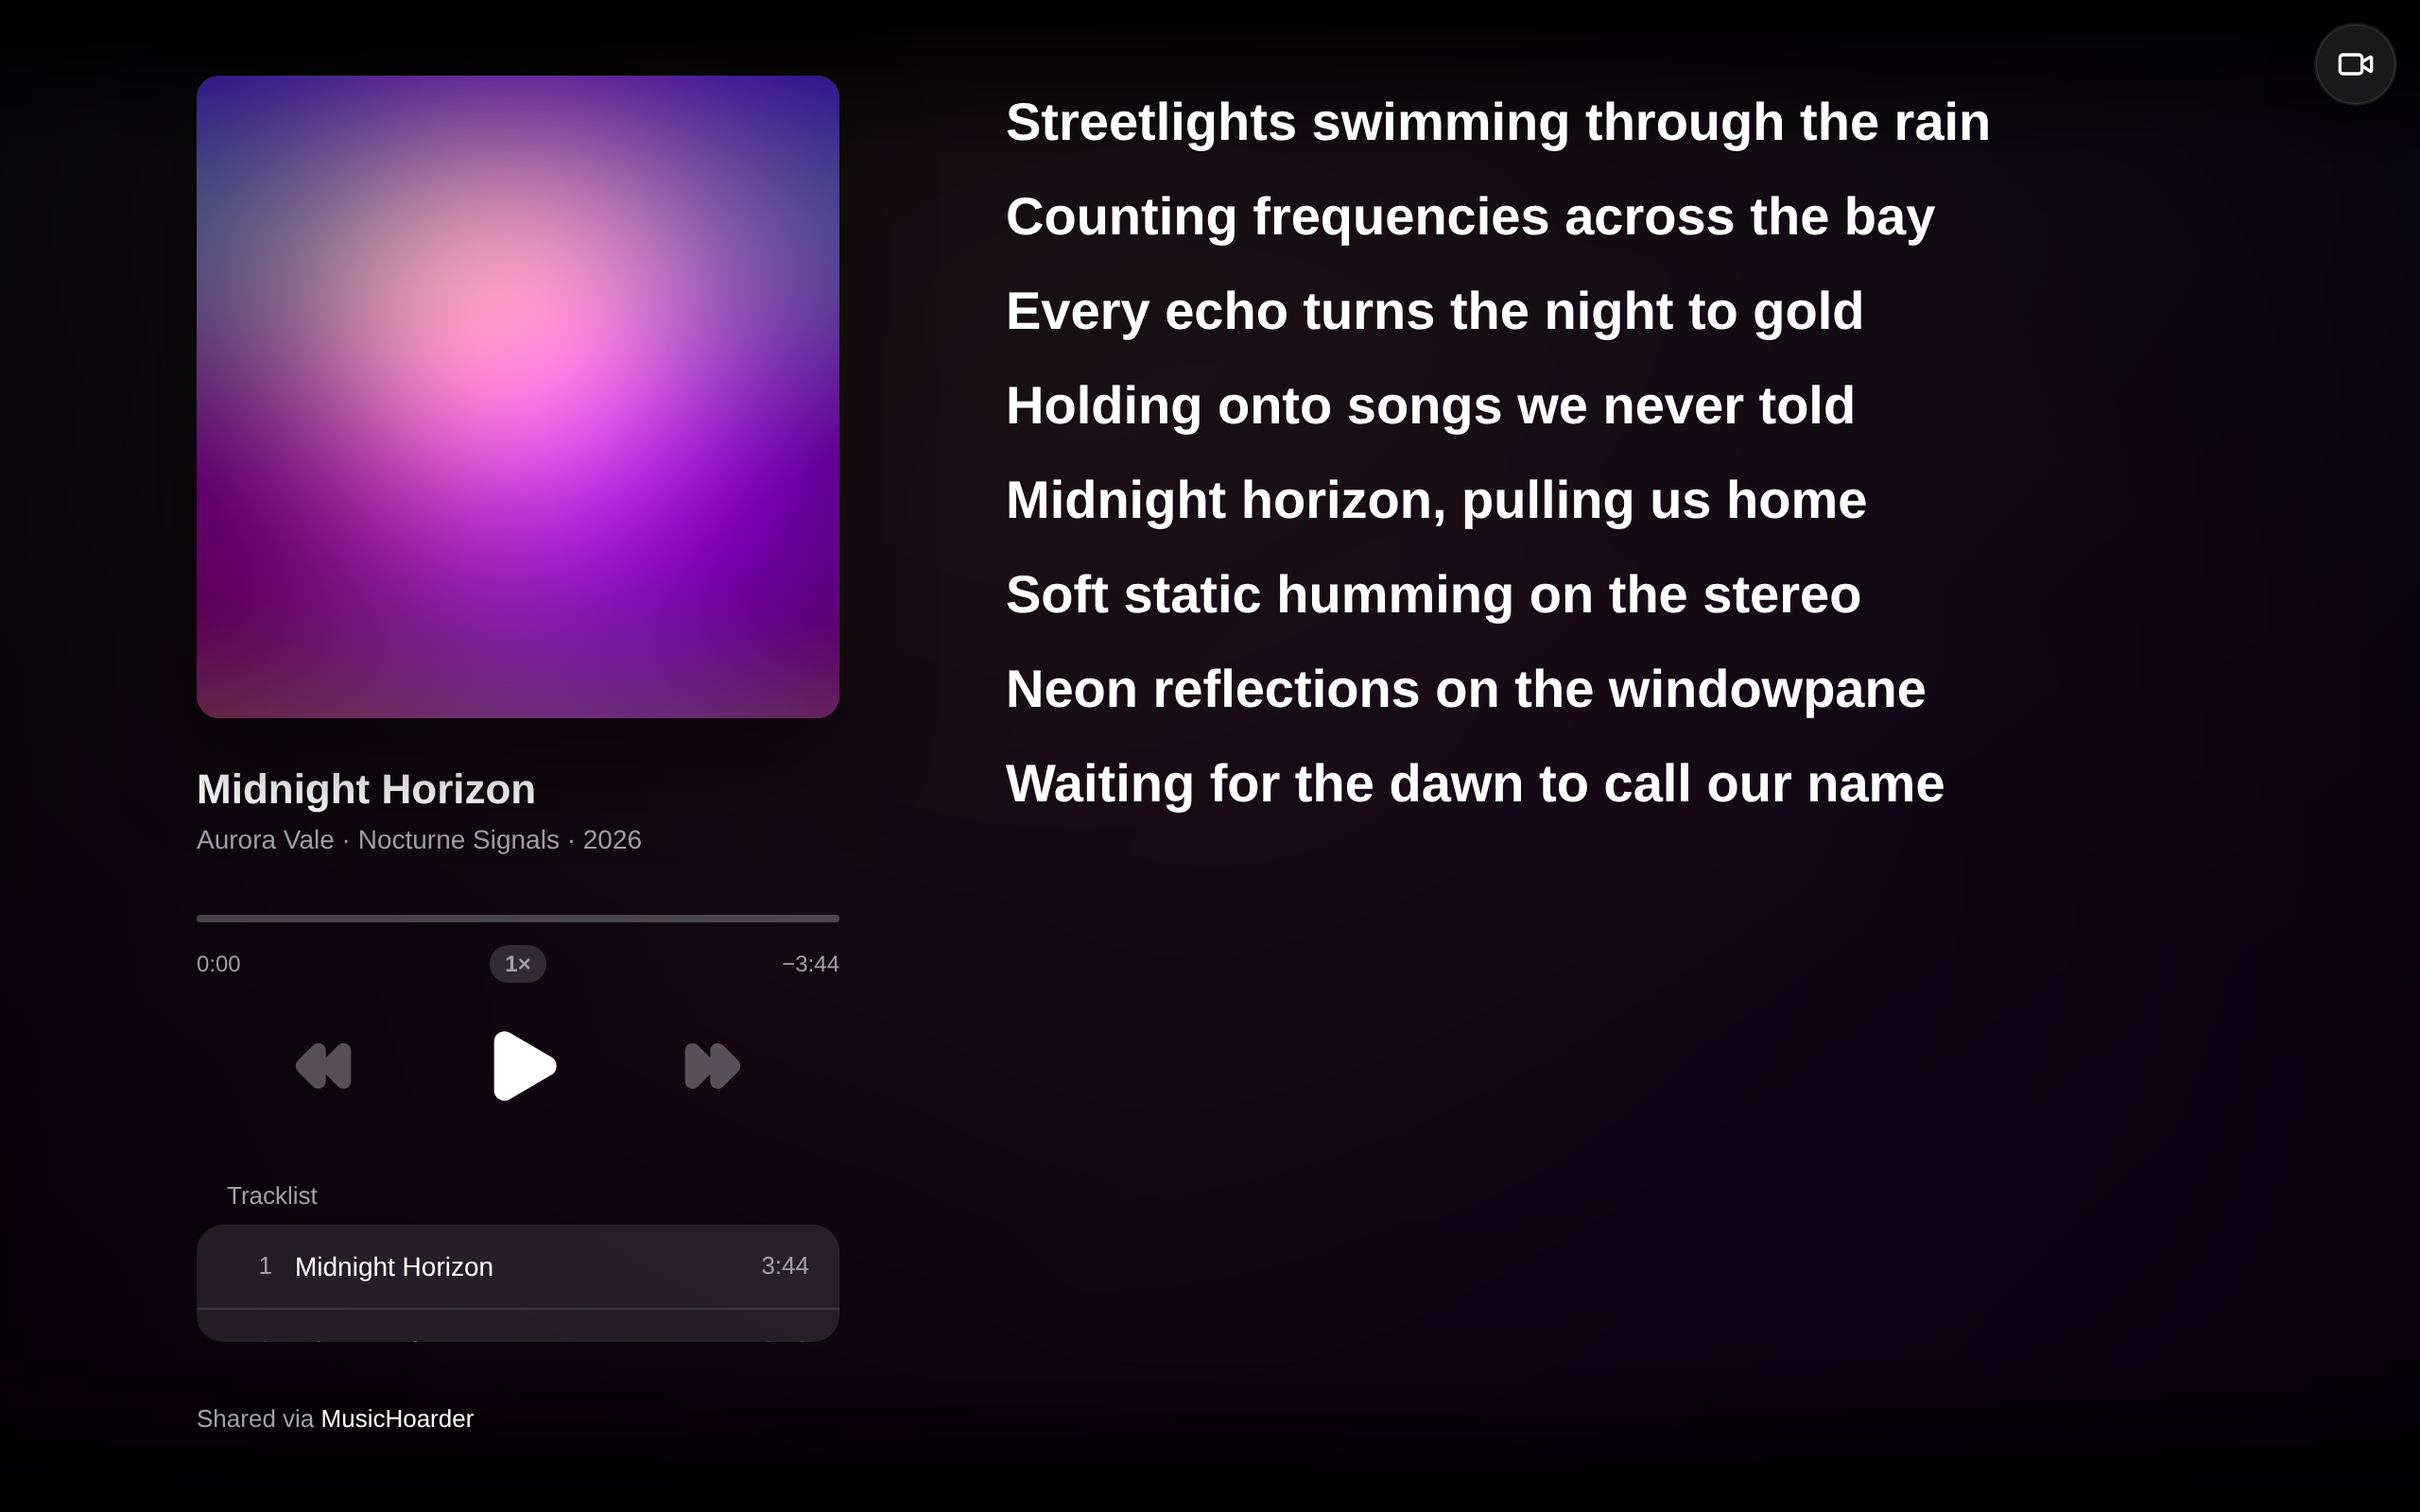 Streetlights swimming through the rain
Counting frequencies across the bay
Every echo turns the night to gold
Holding onto songs we never told
Midnight horizon, pulling us home
Soft static humming on the stereo
Neon reflections on the windowpane
Waiting for the dawn to call our name
Midnight Horizon
Aurora Vale · Nocturne Signals · 2026
0:00 1× −3:44
Tracklist
1 Midnight Horizon 3:44
Shared via MusicHoarder